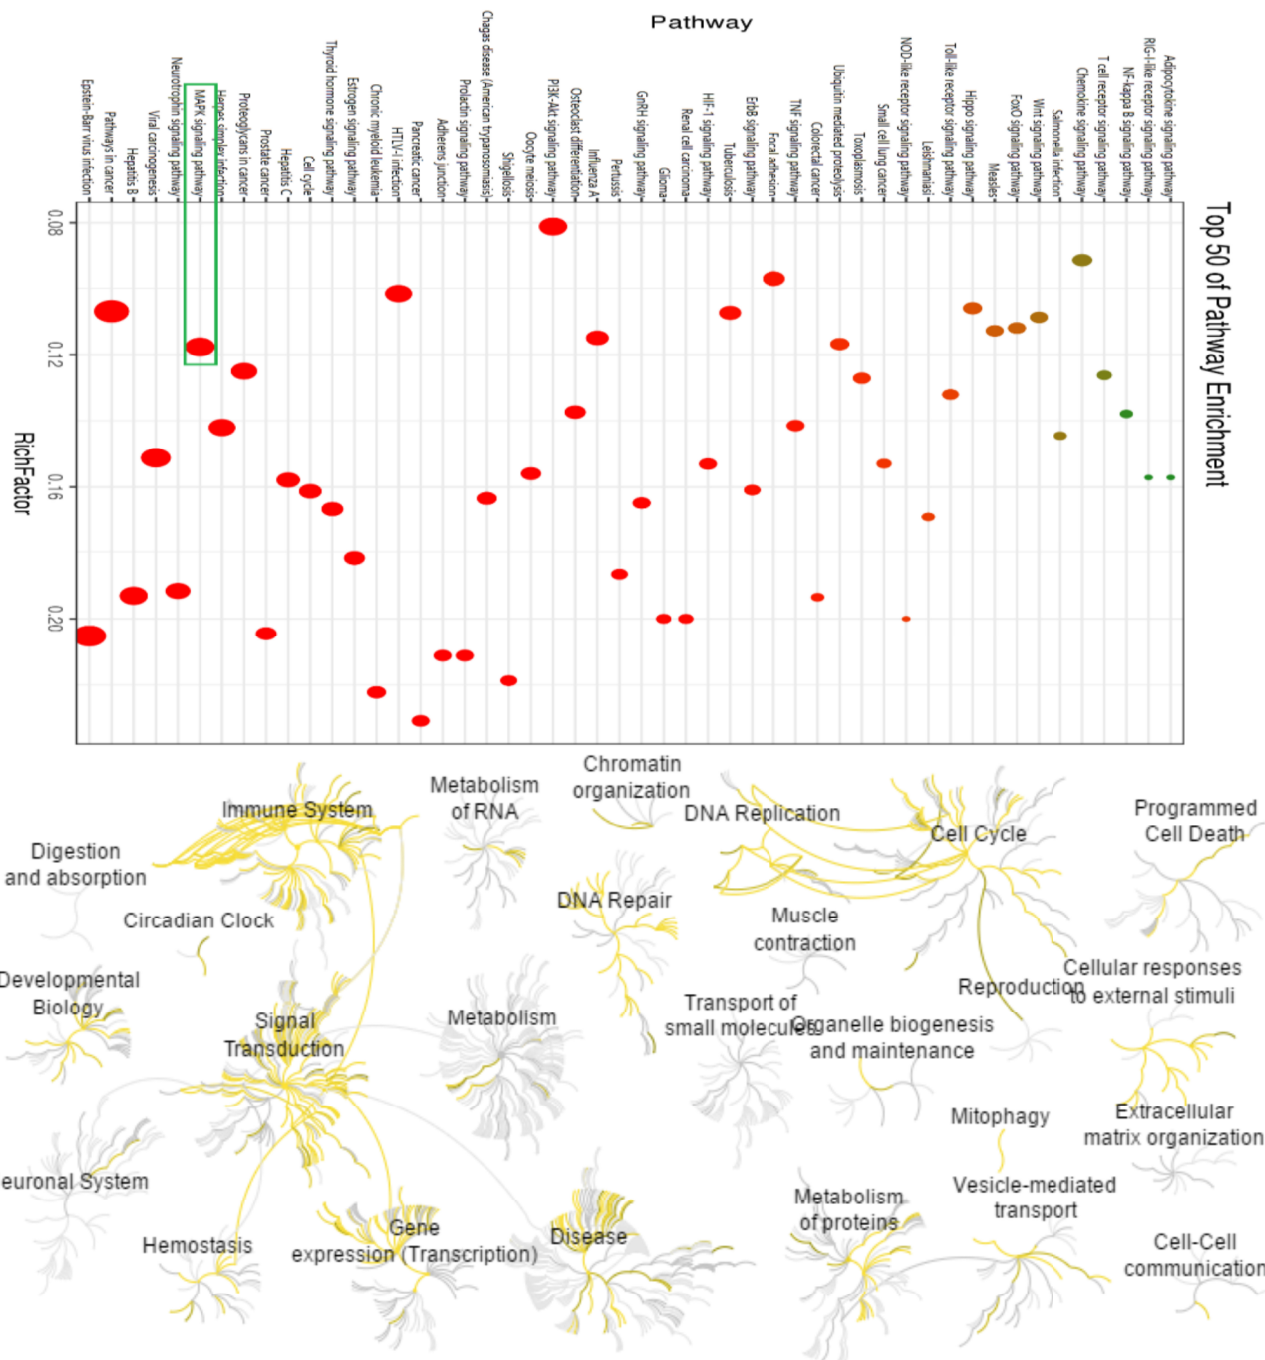 Pathway
Top 50 of Pathway Enrichment
Epstein-Barr virus infection
Pathways in cancer
Hepatitis B
Viral carcinogenesis
Neurotrophin signaling pathway
MAPK signaling pathway
Herpes simplex infection
Proteoglycans in cancer
Prostate cancer
Hepatitis C
Cell cycle
Thyroid hormone signaling pathway
Estrogen signaling pathway
Chronic myeloid leukemia
HTLV-I infection
Pancreatic cancer
Adherens junction
Prolactin signaling pathway
Chagas disease (American trypanosomiasis)
Shigellosis
Oocyte meiosis
PI3K-Akt signaling pathway
Osteoclast differentiation
Influenza A
Pertussis
GnRH signaling pathway
Glioma
Renal cell carcinoma
HIF-1 signaling pathway
Tuberculosis
ErbB signaling pathway
Focal adhesion
TNF signaling pathway
Colorectal cancer
Ubiquitin mediated proteolysis
Toxoplasmosis
Small cell lung cancer
NOD-like receptor signaling pathway
Leishmaniasi
Toll-like receptor signaling pathway
Hippo signaling pathway
Measles
FoxO signaling pathway
Wnt signaling pathway
Salmonella infection
Chemokine signaling pathway
T cell receptor signaling pathway
NF-kappa B signaling pathway
RIG-I-like receptor signaling pathway
Adipocytokine signaling pathway
0.08
0.12
0.16
0.20
RichFactor
Immune System
Metabolism
of RNA
Chromatin
organization
DNA Replication
Cell Cycle
Programmed
Cell Death
Digestion
and absorption
Circadian Clock
DNA Repair
Muscle
contraction
Developmental
Biology
Signal
Transduction
Metabolism
Transport of
small molecules
Organelle biogenesis
and maintenance
Reproduction
Cellular responses
to external stimuli
Mitophagy
Extracellular
matrix organization
euronal System
Hemostasis
Gene
expression (Transcription)
Disease
Metabolism
of proteins
Vesicle-mediated
transport
Cell-Cell
communication